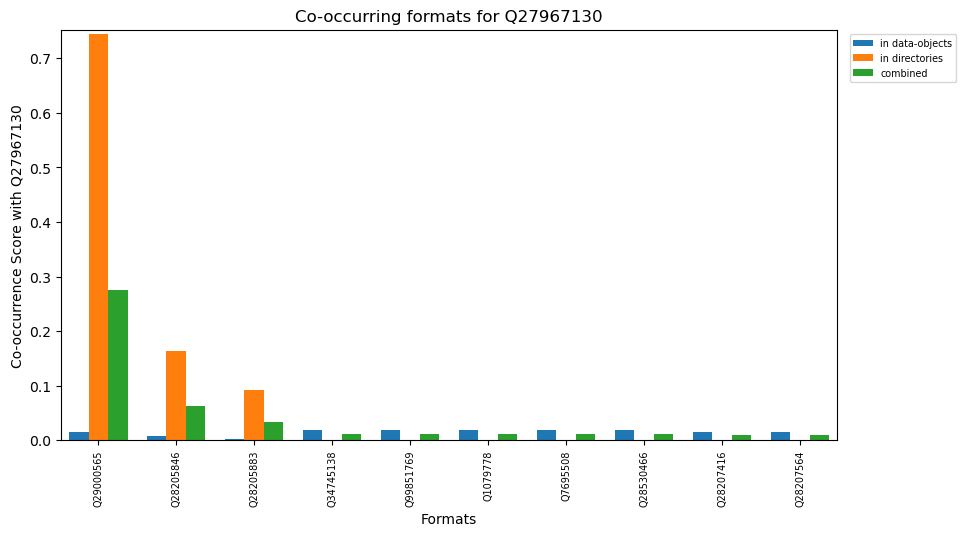 Co-occurring formats for Q27967130
in data-objects
in directories
combined
Co-occurrence Score with Q27967130
0.7
0.6
0.5
0.4
0.3
0.2
0.1
0.0
Q29000565
Q28205846
Q28205883
Q34745138
Q99851769
Q1079778
Q7695508
Q28530466
Q28207416
Q28207564
Formats